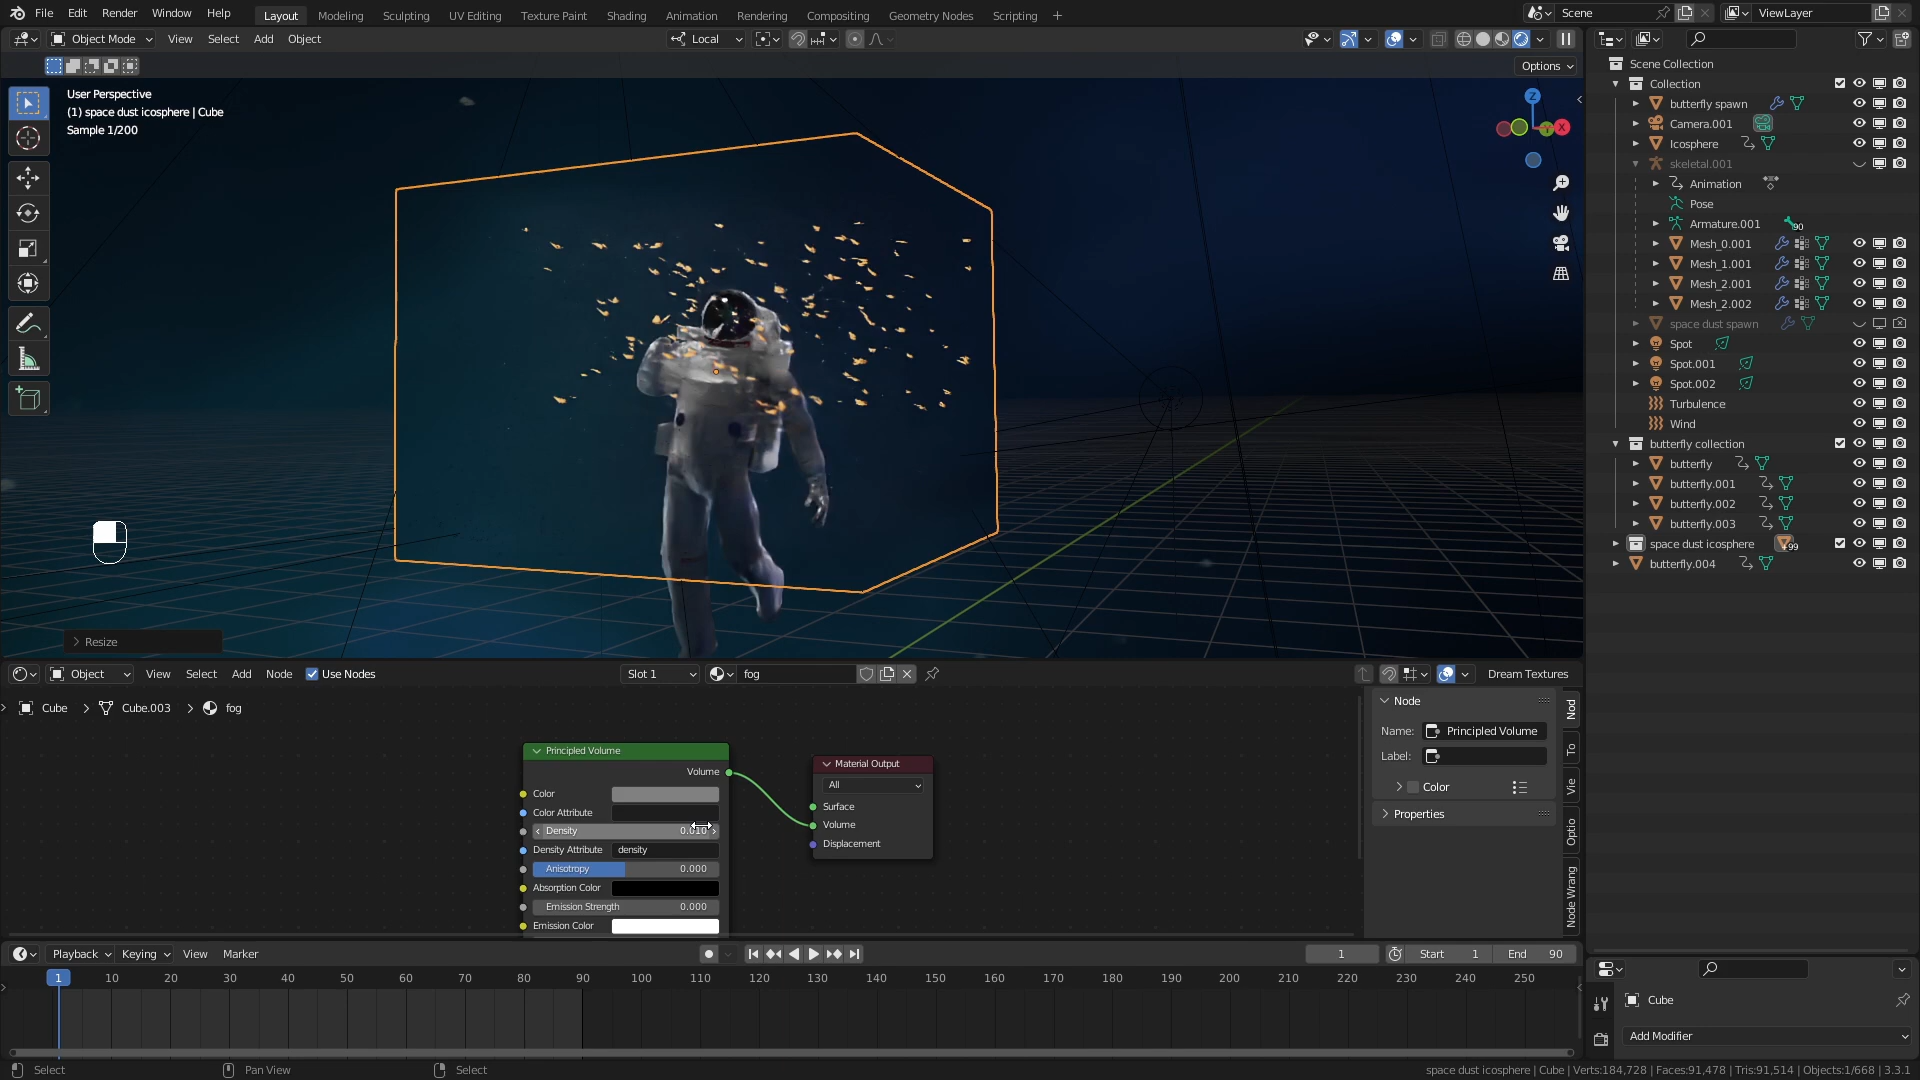 File Edit Render Window Help Layout Modeling Sculpting UV Editing Texture Paint Shading Animation Rendering Compositing Geometry Nodes Scripting + Scene ViewLayer
Object Mode View Select Add Object Local
Options
User Perspective
(1) space dust icosphere | Cube
Sample 1/200
Z
X
Resize
Scene Collection
Collection
butterfly spawn
Camera.001
Icosphere
skeletal.001
Animation
Pose
Armature.001 90
Mesh_0.001
Mesh_1.001
Mesh_2.001
Mesh_2.002
space dust spawn
Spot
Spot.001
Spot.002
Turbulence
Wind
butterfly collection
butterfly
butterfly.001
butterfly.002
butterfly.003
space dust icosphere +99
butterfly.004
Object View Select Add Node Use Nodes Slot 1 fog Dream Textures
Cube > Cube.003 > fog
Principled Volume
Volume
Color
Color Attribute
Density 0.010
Density Attribute density
Anisotropy 0.000
Absorption Color
Emission Strength 0.000
Emission Color
Material Output
All
Surface
Volume
Displacement
Node
Name: Principled Volume
Label:
Color
Properties
Nod
To
Vie
Optio
Node Wrang
Playback Keying View Marker 1 Start 1 End 90
1 10 20 30 40 50 60 70 80 90 100 110 120 130 140 150 160 170 180 190 200 210 220 230 240 250
Cube
Add Modifier
Select Pan View Select space dust icosphere | Cube | Verts:184,728 | Faces:91,478 | Tris:91,514 | Objects:1/668 | 3.3.1